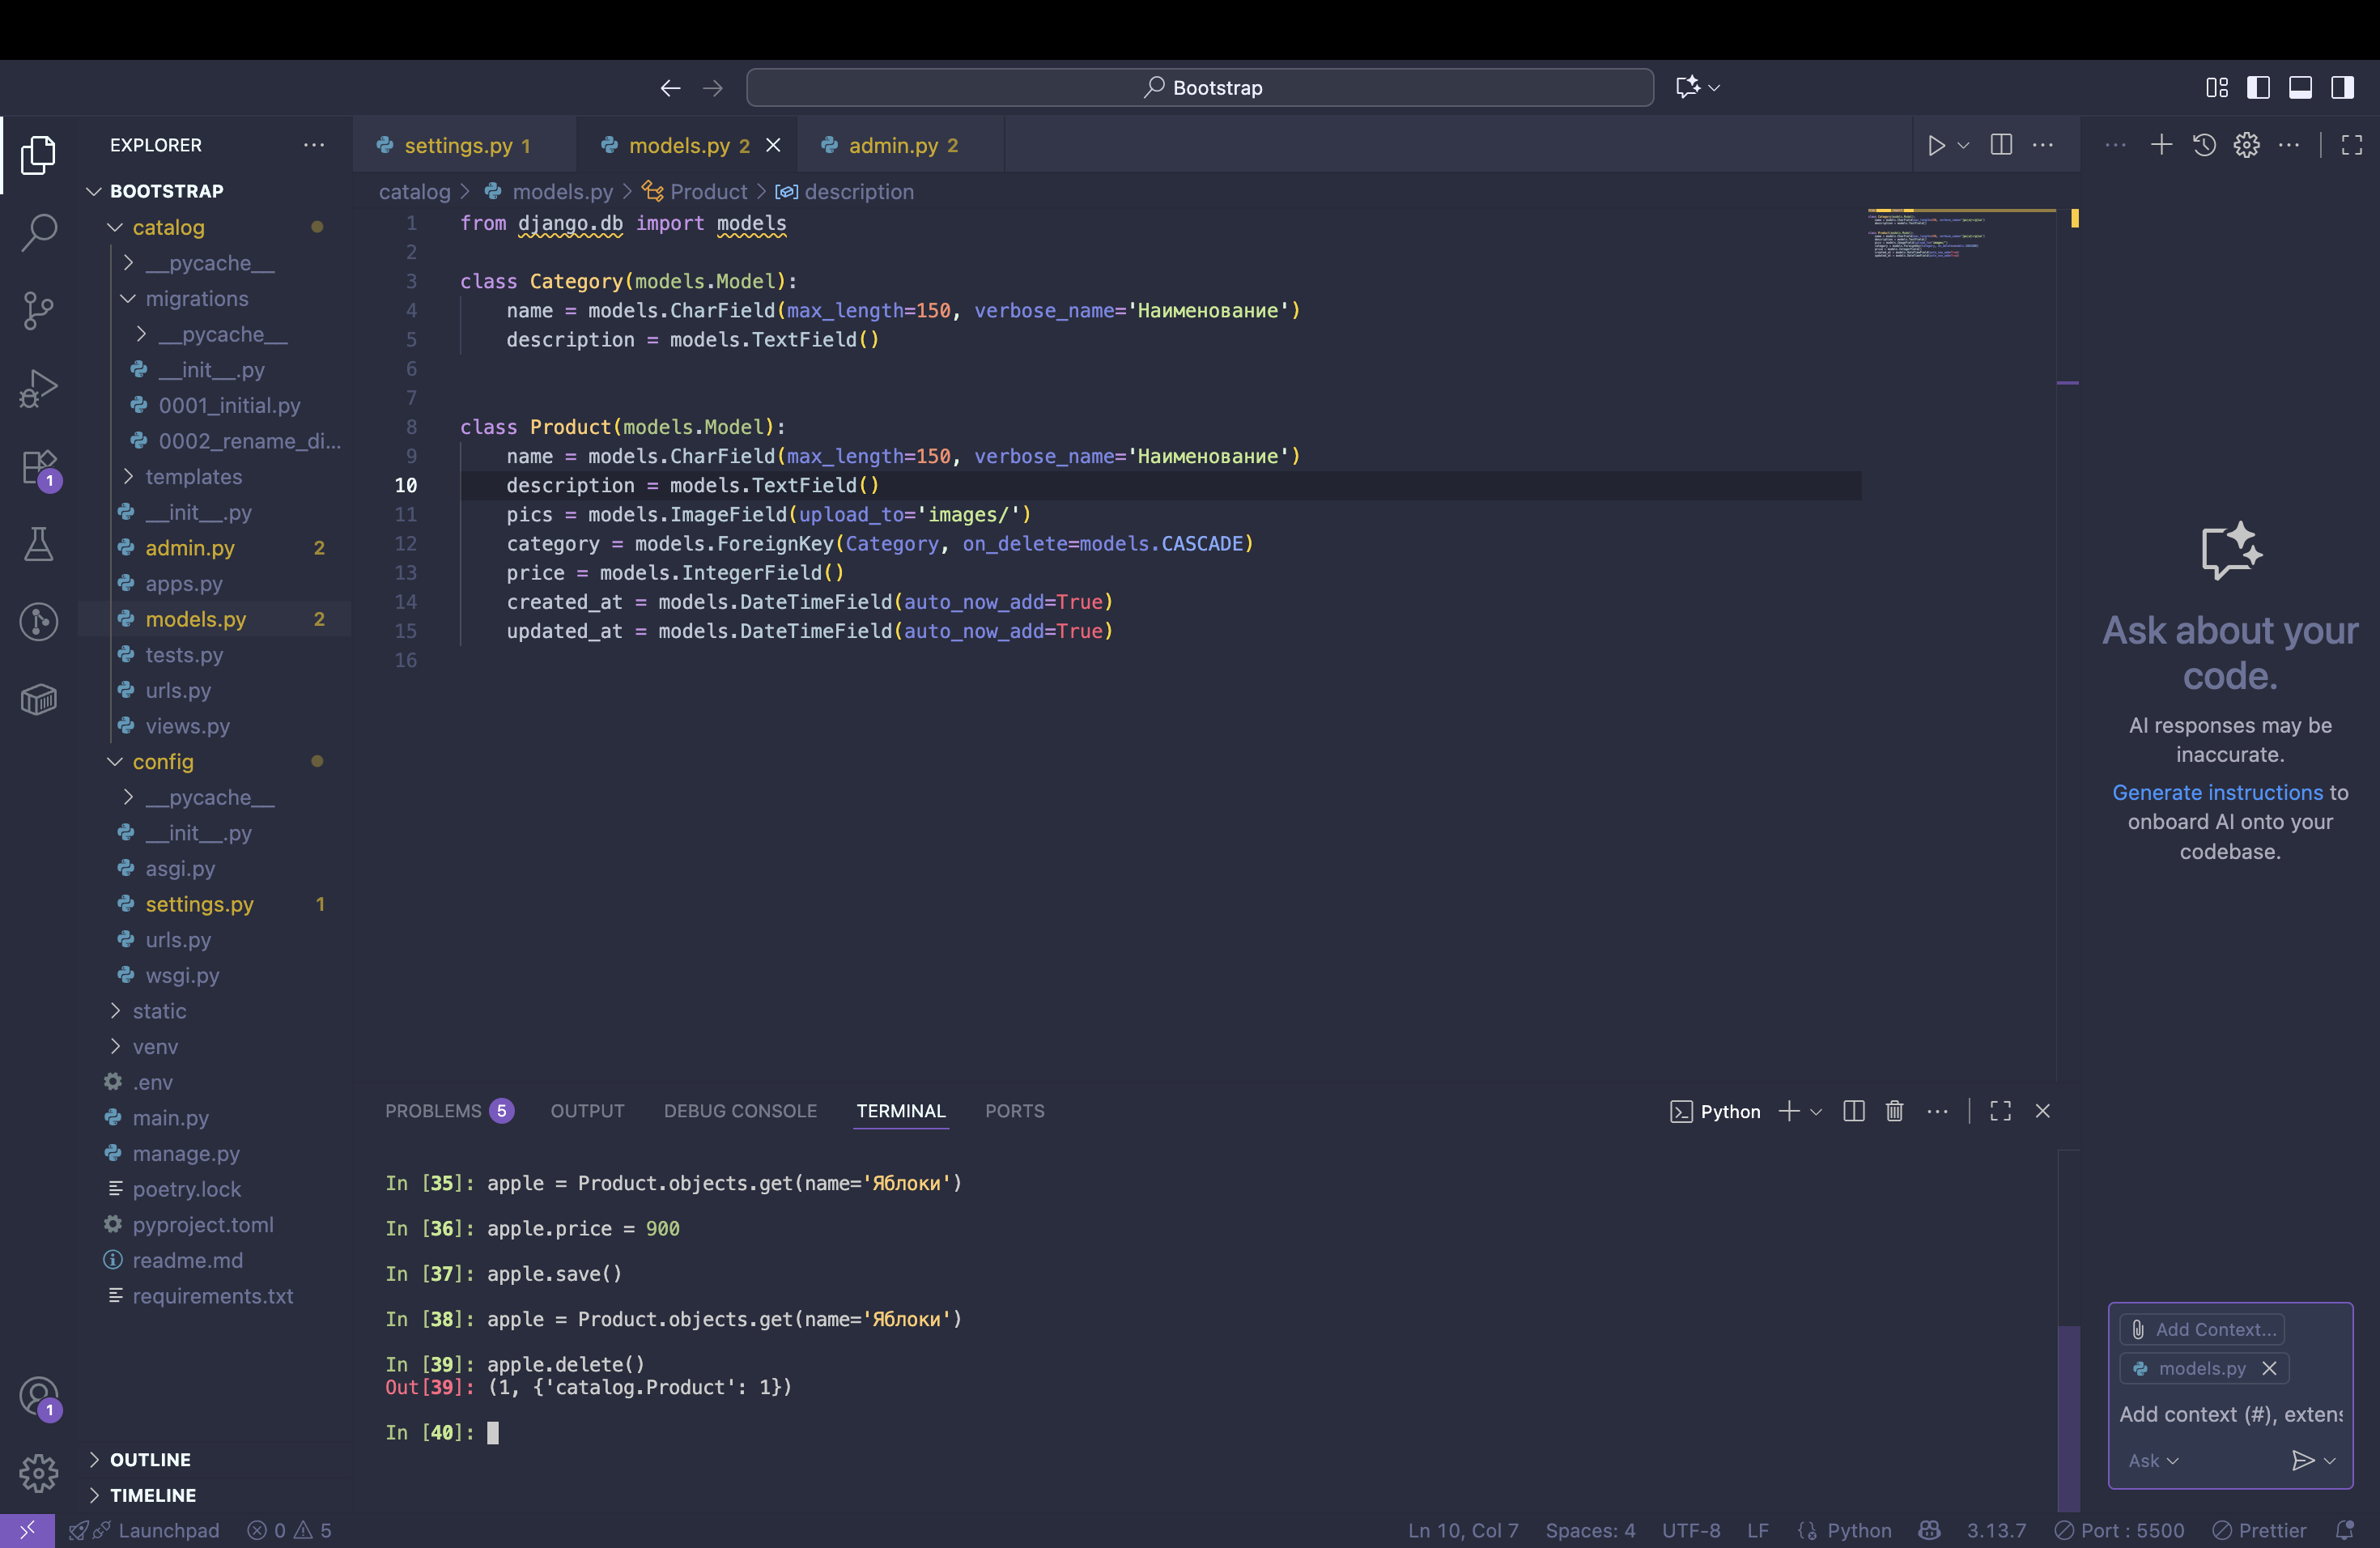 Bootstrap
EXPLORER
BOOTSTRAP
catalog
__pycache__
migrations
__pycache__
__init__.py
0001_initial.py
0002_rename_di...
templates
__init__.py
admin.py 2
apps.py
models.py 2
tests.py
urls.py
views.py
config
__pycache__
__init__.py
asgi.py
settings.py 1
urls.py
wsgi.py
static
venv
.env
main.py
manage.py
poetry.lock
pyproject.toml
readme.md
requirements.txt
OUTLINE
TIMELINE
1
1
settings.py 1
models.py 2
admin.py 2
catalog > models.py > Product > description
1 from django.db import models
2
3 class Category(models.Model):
4 name = models.CharField(max_length=150, verbose_name='Наименование')
5 description = models.TextField()
6
7
8 class Product(models.Model):
9 name = models.CharField(max_length=150, verbose_name='Наименование')
10 description = models.TextField()
11 pics = models.ImageField(upload_to='images/')
12 category = models.ForeignKey(Category, on_delete=models.CASCADE)
13 price = models.IntegerField()
14 created_at = models.DateTimeField(auto_now_add=True)
15 updated_at = models.DateTimeField(auto_now_add=True)
16
PROBLEMS 5 OUTPUT DEBUG CONSOLE TERMINAL PORTS
Python
In [35]: apple = Product.objects.get(name='Яблоки')
In [36]: apple.price = 900
In [37]: apple.save()
In [38]: apple = Product.objects.get(name='Яблоки')
In [39]: apple.delete()
Out[39]: (1, {'catalog.Product': 1})
In [40]:
Ask about your
code.
AI responses may be
inaccurate.
Generate instructions to
onboard AI onto your
codebase.
Add Context...
models.py
Add context (#), extens
Ask
Launchpad 0 5
Ln 10, Col 7 Spaces: 4 UTF-8 LF Python 3.13.7 Port : 5500 Prettier